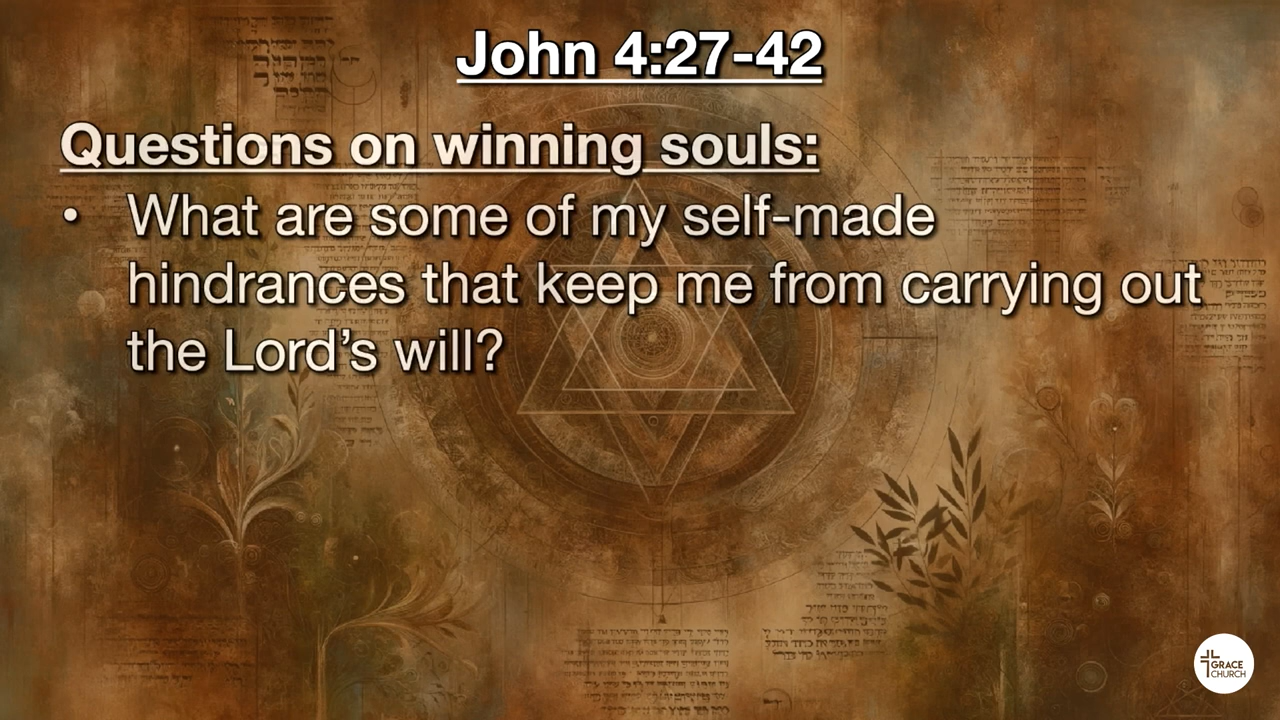 John 4:27-42
Questions on winning souls:
• What are some of my self-made
hindrances that keep me from carrying out
the Lord’s will?
GRACE
CHURCH